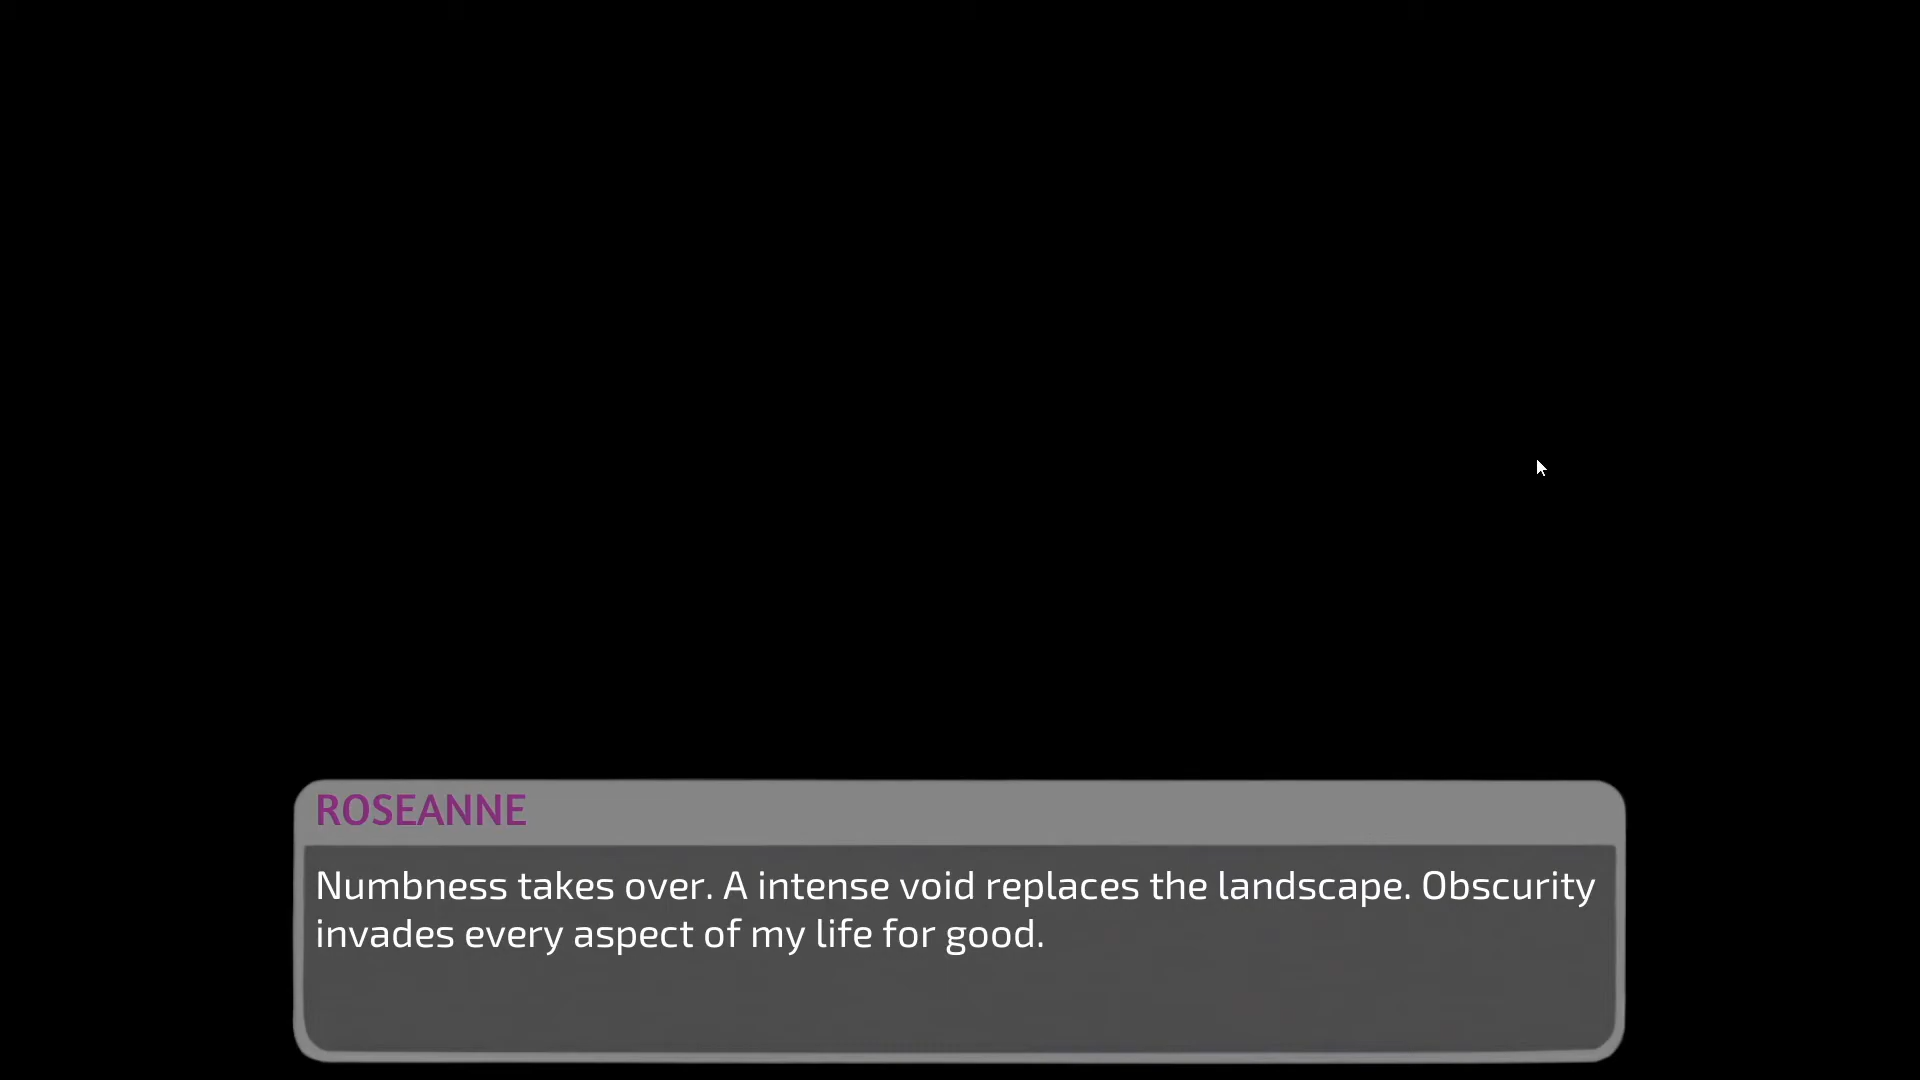 ROSEANNE
Numbness takes over. A intense void replaces the landscape. Obscurity
invades every aspect of my life for good.